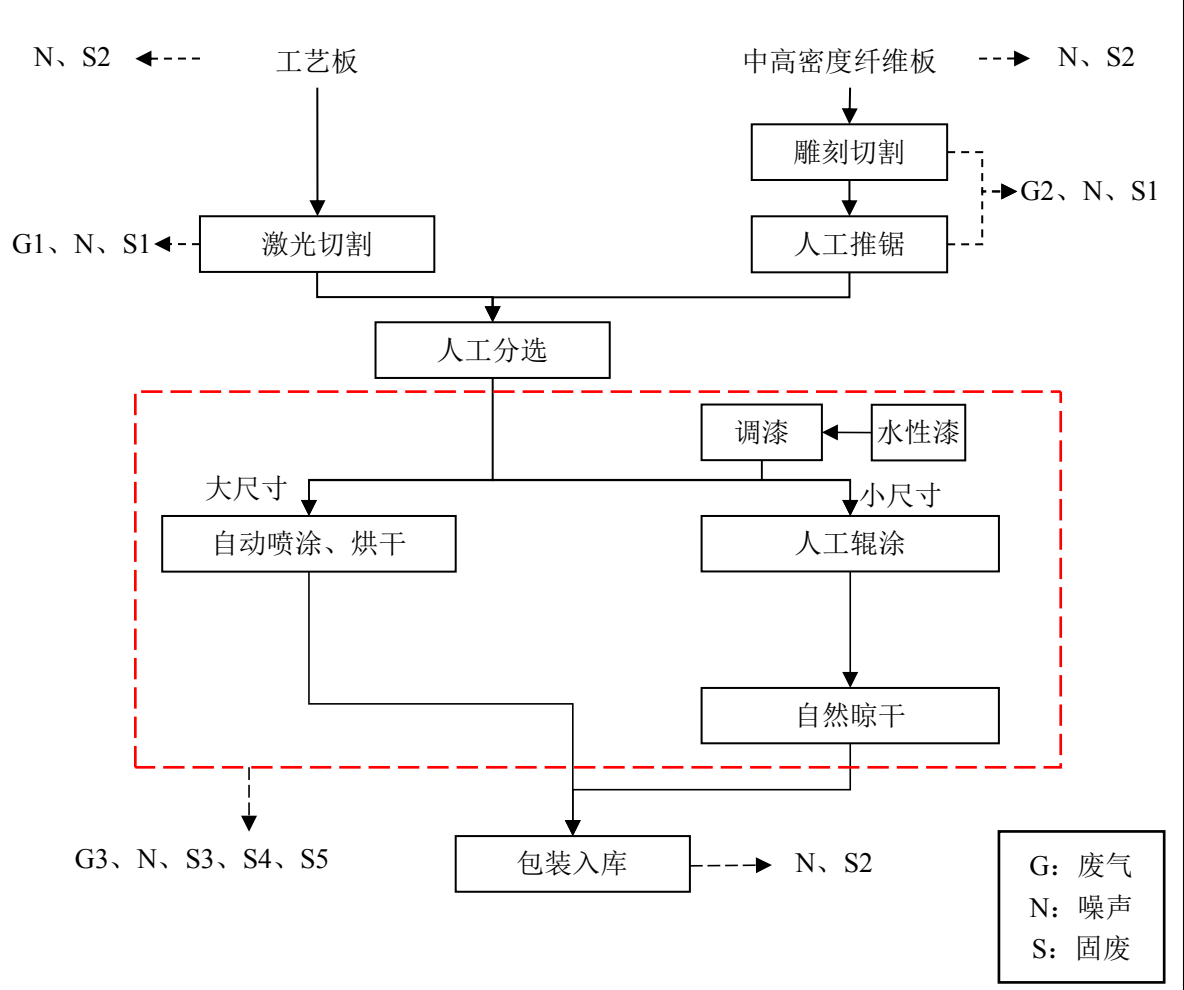 N、S2
工艺板
中高密度纤维板
N、S2
雕刻切割
G2、N、S1
G1、N、S1
激光切割
人工推锯
人工分选
调漆
水性漆
大尺寸
小尺寸
自动喷涂、烘干
人工辊涂
自然晾干
G3、N、S3、S4、S5
包装入库
N、S2
G：废气
N：噪声
S：固废